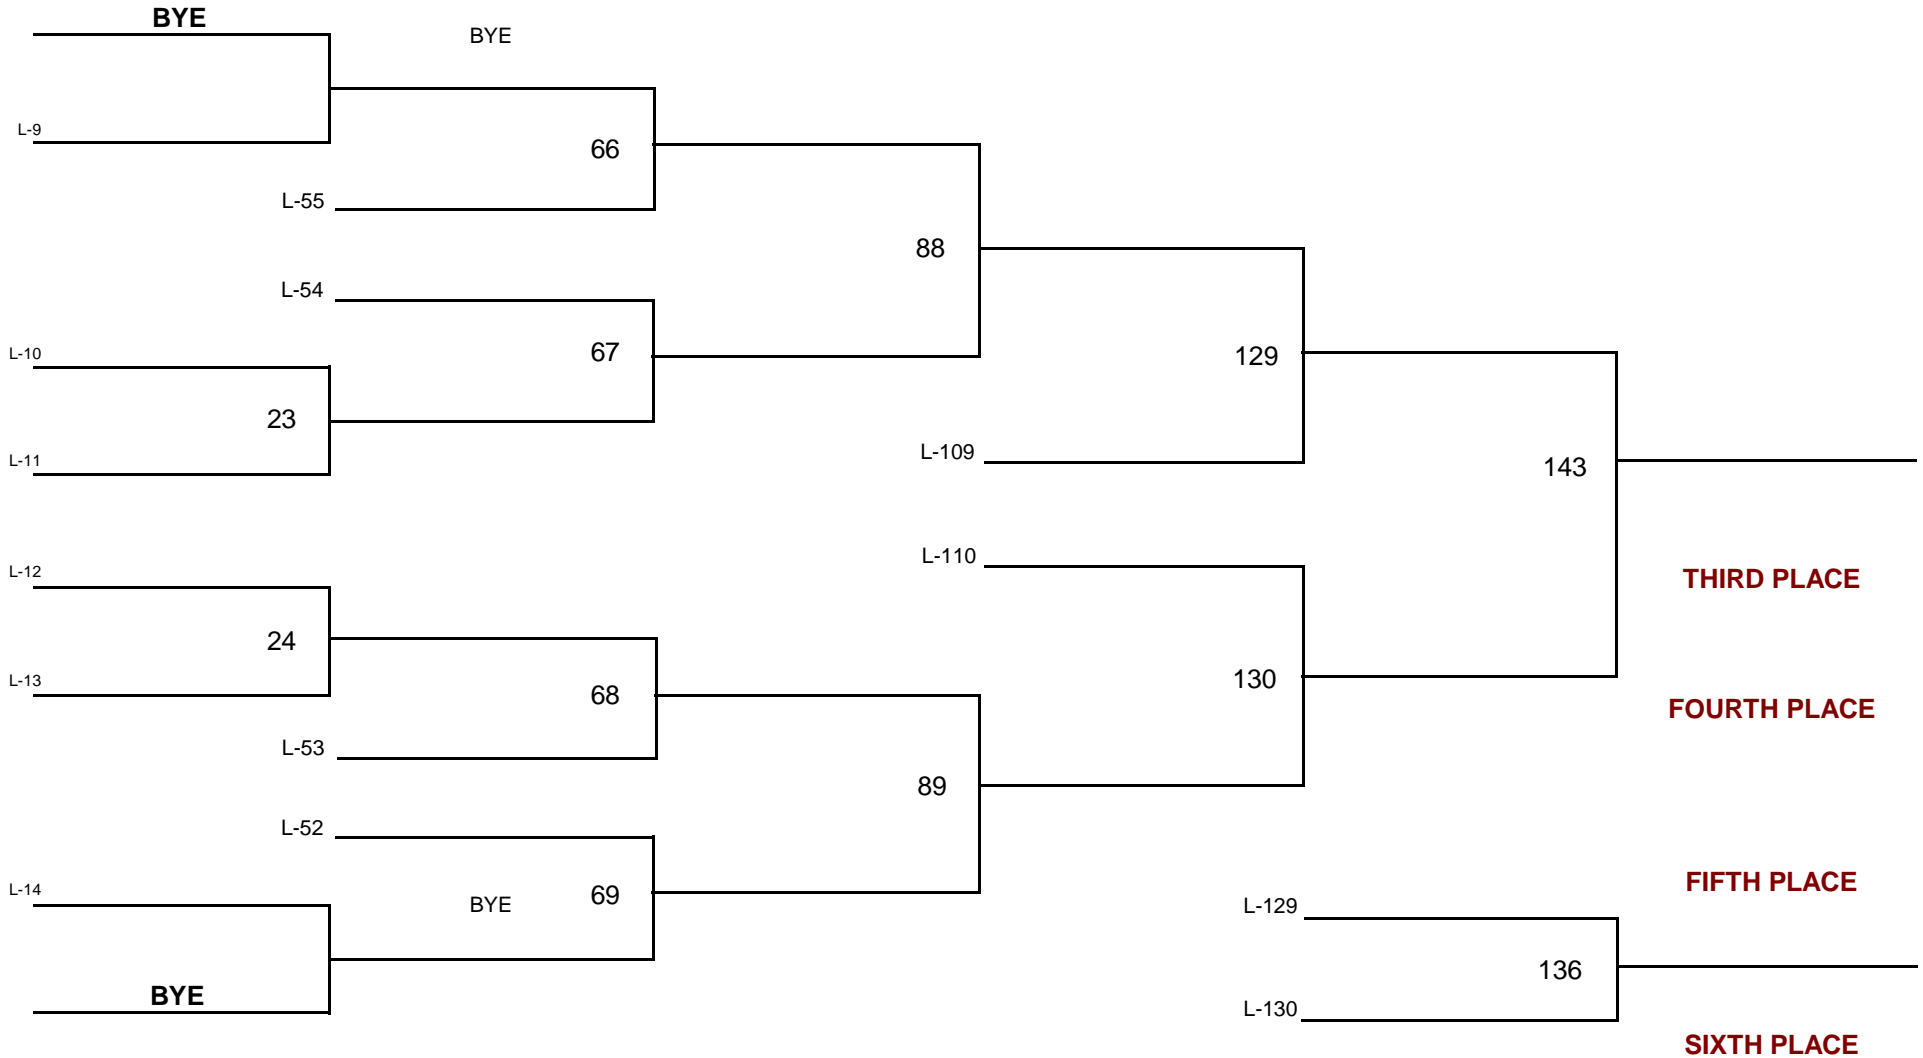 BYE
BYE
L-9
66
L-55
88
L-54
L-10
67
129
23
L-109
L-11
143
L-110
L-12
THIRD PLACE
24
L-13
130
68
FOURTH PLACE
L-53
89
L-52
FIFTH PLACE
L-14
69
BYE
L-129
136
BYE
L-130
SIXTH PLACE